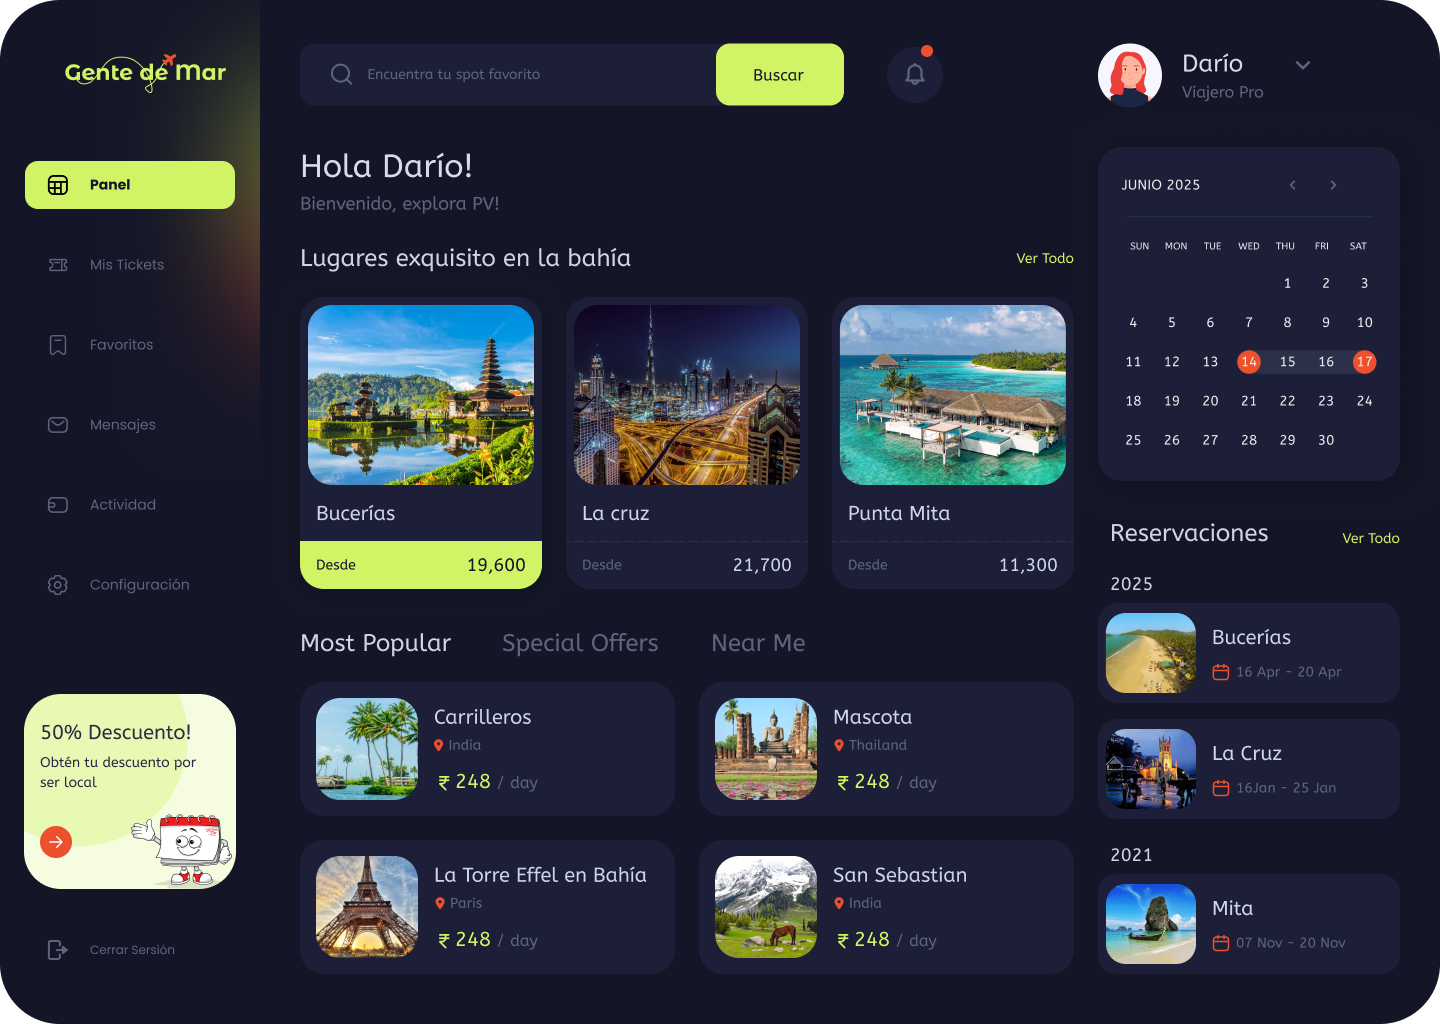 Gente de Mar
Encuentra tu spot favorito
Buscar
Darío
Viajero Pro
Panel
Mis Tickets
Favoritos
Mensajes
Actividad
Configuración
50% Descuento!
Obtén tu descuento por
ser local
Cerrar Sersión
Hola Darío!
Bienvenido, explora PV!
Lugares exquisito en la bahía
Ver Todo
Bucerías
Desde 19,600
La cruz
Desde 21,700
Punta Mita
Desde 11,300
Most Popular Special Offers Near Me
Carrilleros
India
₹ 248 / day
Mascota
Thailand
₹ 248 / day
La Torre Effel en Bahía
Paris
₹ 248 / day
San Sebastian
India
₹ 248 / day
JUNIO 2025
SUN MON TUE WED THU FRI SAT
1 2 3
4 5 6 7 8 9 10
11 12 13 14 15 16 17
18 19 20 21 22 23 24
25 26 27 28 29 30
Reservaciones
Ver Todo
2025
Bucerías
16 Apr - 20 Apr
La Cruz
16Jan - 25 Jan
2021
Mita
07 Nov - 20 Nov